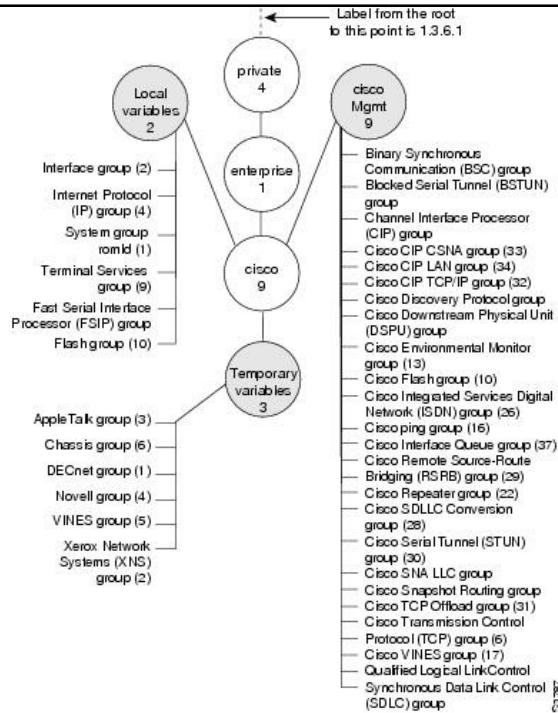 Label from the root
to this point is 1.3.6.1
private
4
Local
variables
2
cisco
Mgmt
9
enterprise
1
cisco
9
Temporary
variables
3
Interface group (2)
Internet Protocol
(IP) group (4)
System group
romId (1)
Terminal Services
group (9)
Fast Serial Interface
Processor (FSIP) group
Flash group (10)
AppleTalk group (3)
Chassis group (6)
DECnet group (1)
Novell group (4)
VINES group (5)
Xerox Network
Systems (XNS)
group (2)
Binary Synchronous
Communication (BSC) group
Blocked Serial Tunnel (BSTUN)
group
Channel Interface Processor
(CIP) group
Cisco CIP CSNA group (33)
Cisco CIP LAN group (34)
Cisco CIP TCP/IP group (32)
Cisco Discovery Protocol group
Cisco Downstream Physical Unit
(DSPU) group
Cisco Environmental Monitor
group (13)
Cisco Flash group (10)
Cisco Integrated Services Digital
Network (ISDN) group (26)
Cisco ping group (16)
Cisco Interface Queue group (37)
Cisco Remote Source-Route
Bridging (RSRB) group (29)
Cisco Repeater group (22)
Cisco SDLLC Conversion
group (28)
Cisco Serial Tunnel (STUN)
group (30)
Cisco SNA LLC group
Cisco Snapshot Routing group
Cisco TCP Offload group (31)
Cisco Transmission Control
Protocol (TCP) group (6)
Cisco VINES group (17)
Qualified Logical Link Control
Synchronous Data Link Control
(SDLC) group